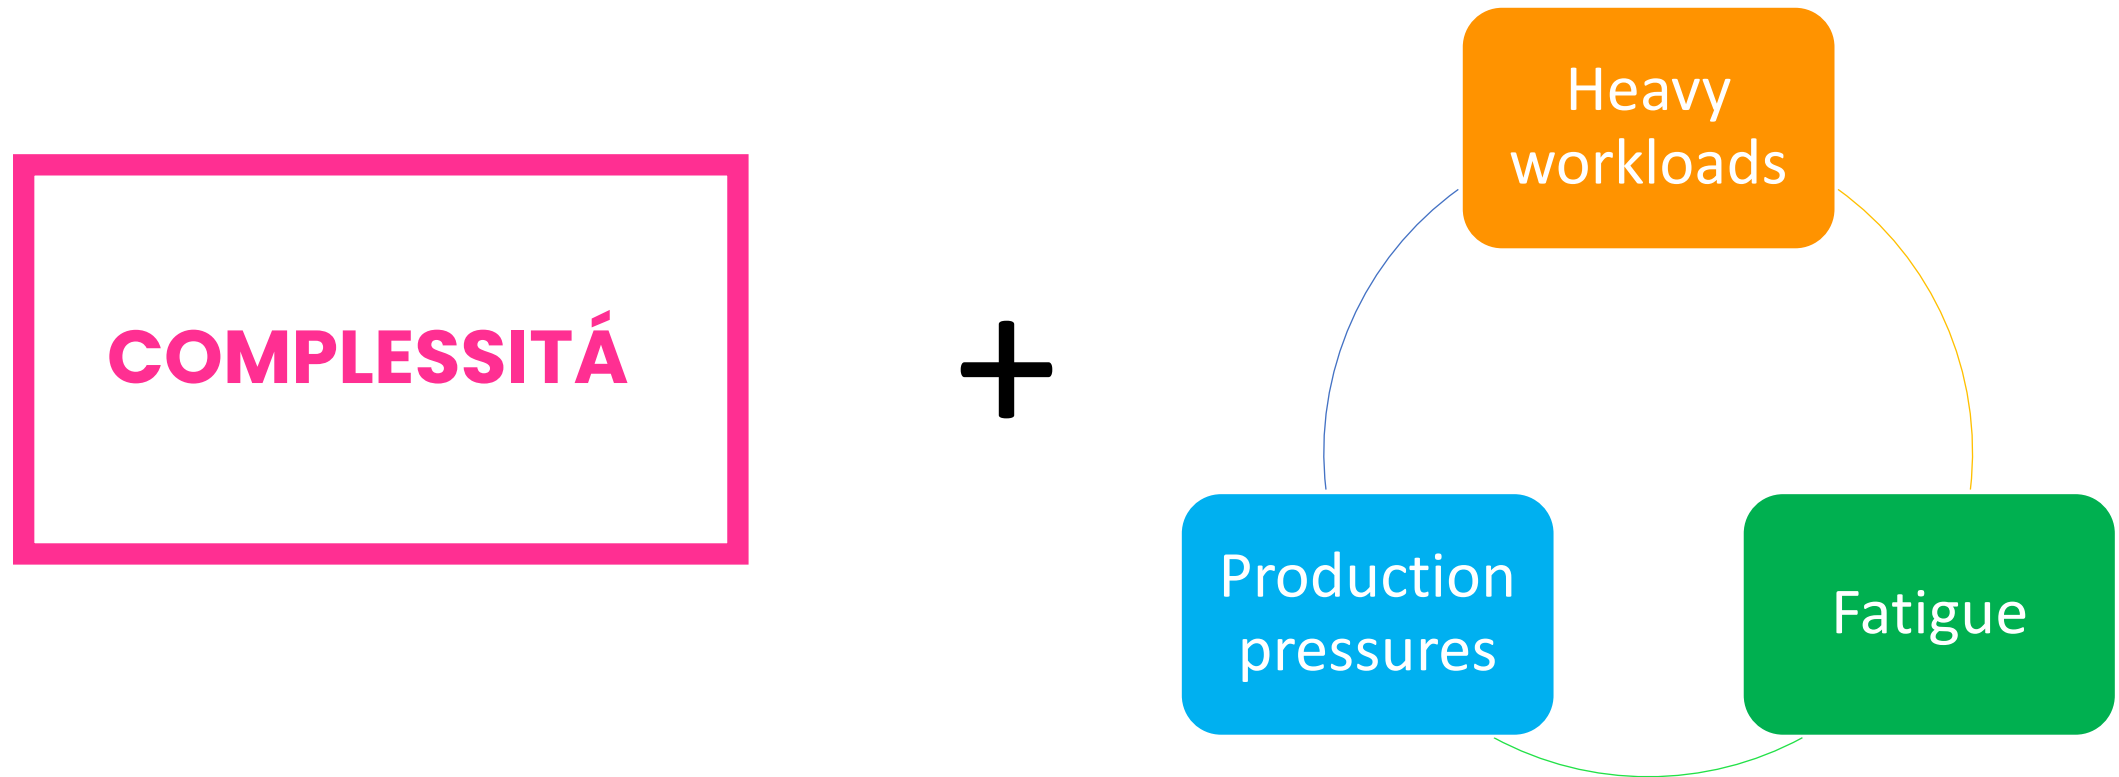 COMPLESSITÁ
+
Heavy
workloads
Production
pressures
Fatigue